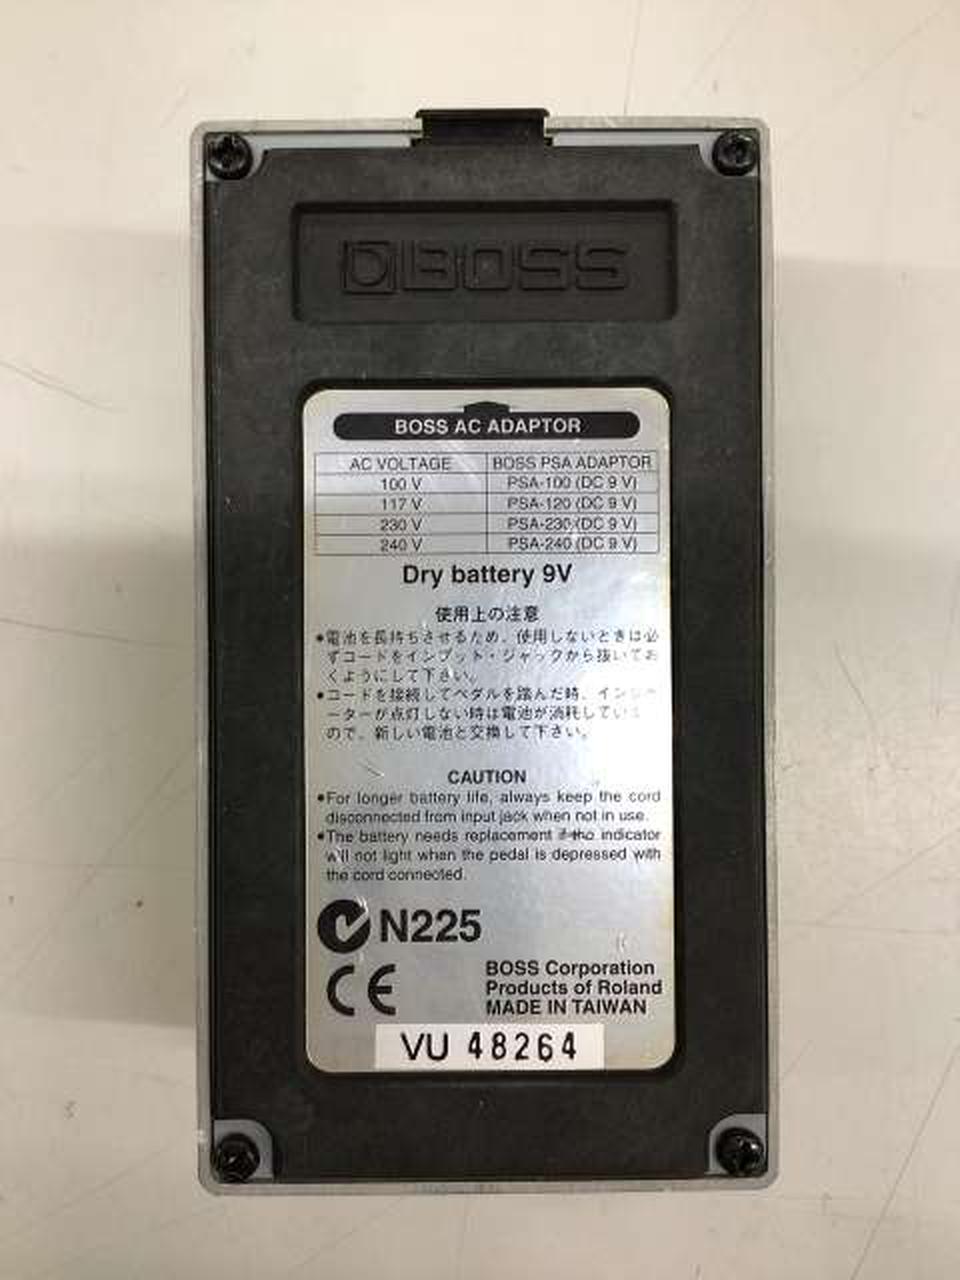 BOSS
BOSS AC ADAPTOR
AC VOLTAGE BOSS PSA ADAPTOR
100 V PSA-100 (DC 9 V)
117 V PSA-120 (DC 9 V)
230 V PSA-230 (DC 9 V)
240 V PSA-240 (DC 9 V)
Dry battery 9V
使用上の注意
●電池を長持ちさせるため、使用しないときは必
ずコードをインプット・ジャックから抜いてお
くようにして下さい。
●コードを接続してペダルを踏んだ時、インジケ
ーターが点灯しない時は電池が消耗している
ので、新しい電池と交換して下さい。
CAUTION
●For longer battery life, always keep the cord
disconnected from input jack when not in use.
●The battery needs replacement if the indicator
will not light when the pedal is depressed with
the cord connected.
N225
CE
BOSS Corporation
Products of Roland
MADE IN TAIWAN
VU 48264